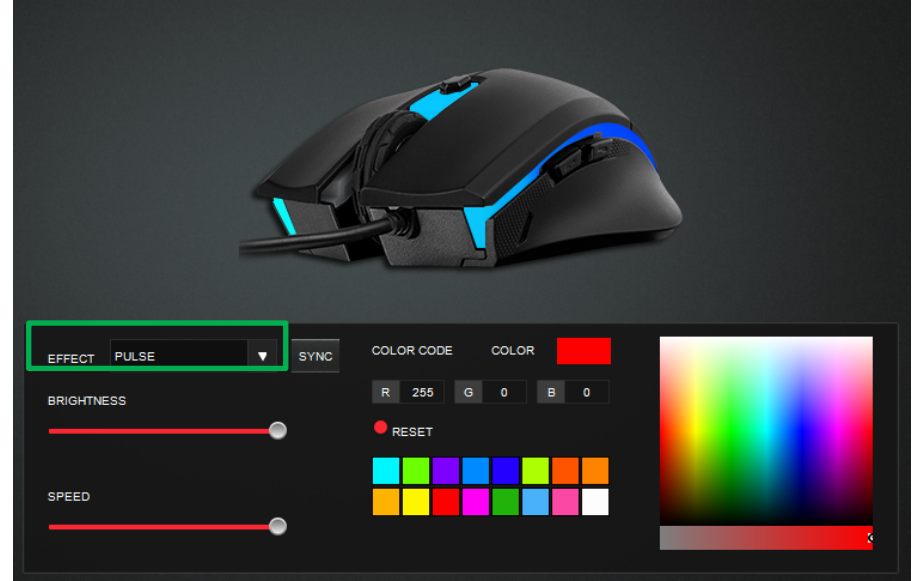 EFFECT PULSE ▼ SYNC
BRIGHTNESS
SPEED
COLOR CODE COLOR
R 255 G 0 B 0
RESET